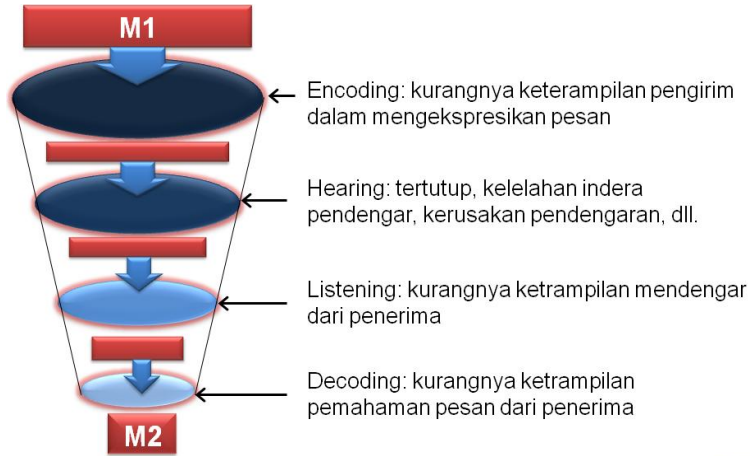 M1
Encoding: kurangnya keterampilan pengirim
dalam mengekspresikan pesan
Hearing: tertutup, kelelahan indera
pendengar, kerusakan pendengaran, dll.
Listening: kurangnya ketrampilan mendengar
dari penerima
Decoding: kurangnya ketrampilan
pemahaman pesan dari penerima
M2